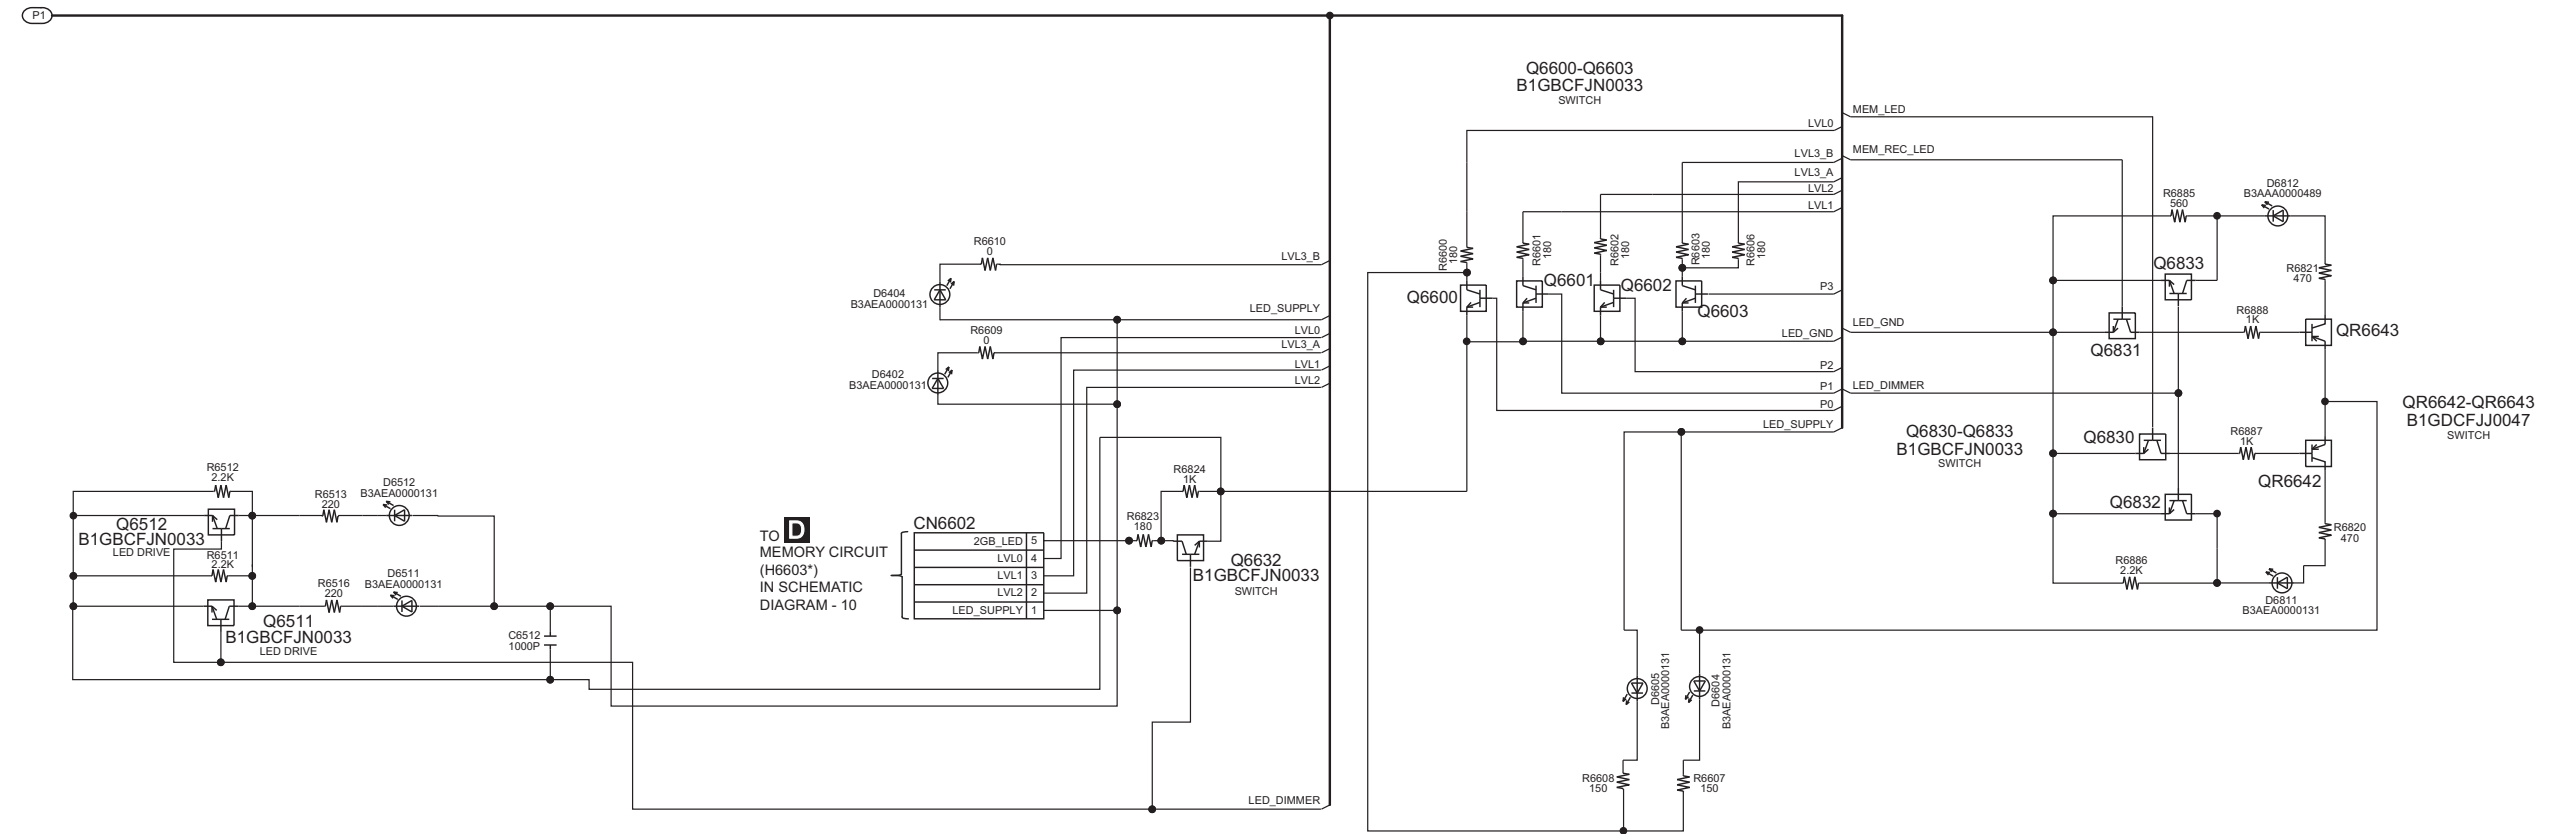 P1
Q6600-Q6603
B1GBCFJN0033
SWITCH
MEM_LED
LVL0
MEM_REC_LED
LVL3_B
LVL3_A
LVL2
LVL1
R6885
560
D6812
B3AAA0000489
R6610
0
LVL3_B
R6600
180
R6601
180
R6602
180
R6603
180
R6606
180
Q6833
R6821
470
D6404
B3AEA0000131
Q6600
Q6601
Q6602
Q6603
P3
LED_SUPPLY
R6609
0
LVL0
LVL3_A
LED_GND
LED_GND
Q6831
R6888
1K
QR6643
D6402
B3AEA0000131
LVL1
LVL2
P2
P1
LED_DIMMER
P0
LED_SUPPLY
QR6642-QR6643
B1GDCFJJ0047
SWITCH
Q6830-Q6833
B1GBCFJN0033
SWITCH
Q6830
R6887
1K
QR6642
R6512
2.2K
R6513
220
D6512
B3AEA0000131
R6824
1K
Q6832
R6820
470
Q6512
B1GBCFJN0033
LED DRIVE
R6511
2.2K
TO D
MEMORY CIRCUIT
(H6603*)
IN SCHEMATIC
DIAGRAM - 10
CN6602
2GB_LED 5
LVL0 4
LVL1 3
LVL2 2
LED_SUPPLY 1
R6823
180
Q6632
B1GBCFJN0033
SWITCH
R6886
2.2K
D6811
B3AEA0000131
R6516
220
D6511
B3AEA0000131
Q6511
B1GBCFJN0033
LED DRIVE
C6512
1000P
D6605
B3AEA0000131
D6604
B3AEA0000131
R6608
150
R6607
150
LED_DIMMER